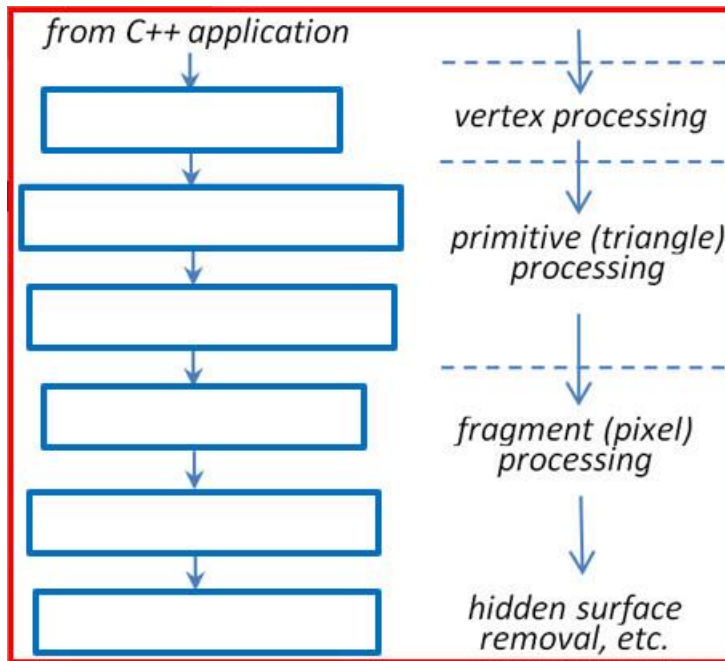 from C++ application
vertex processing
primitive (triangle)
processing
fragment (pixel)
processing
hidden surface
removal, etc.